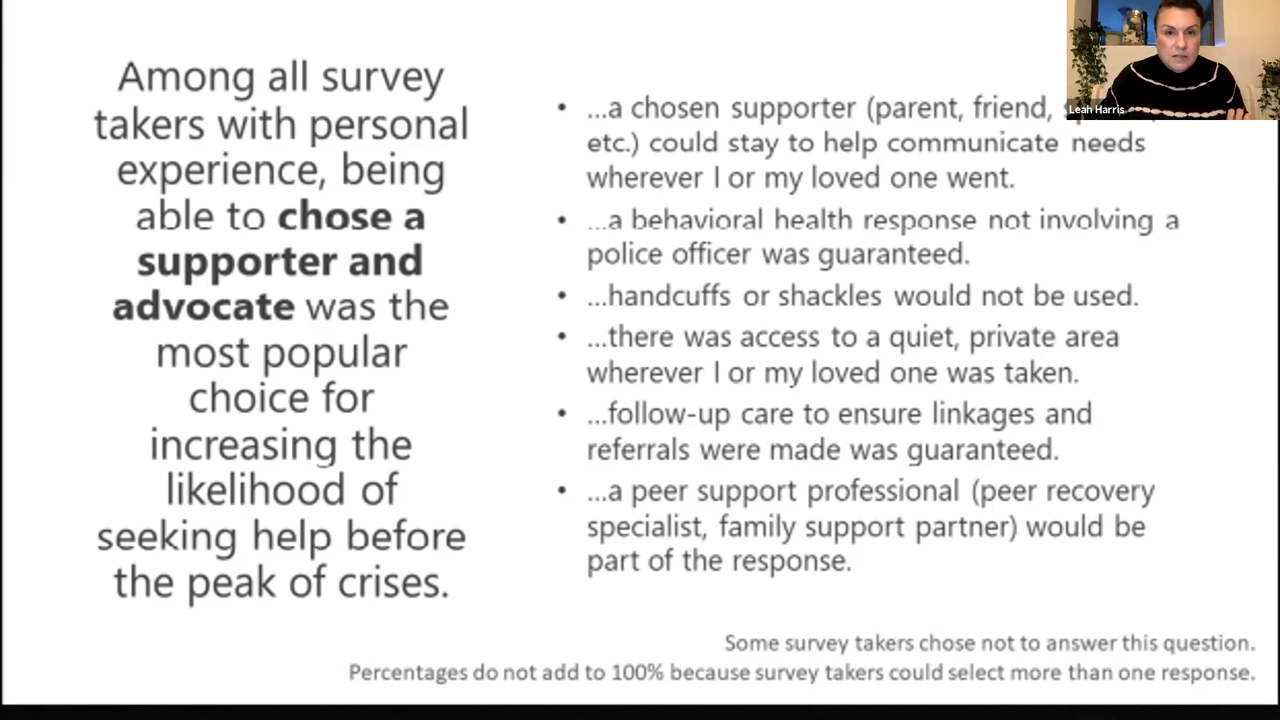 Among all survey
takers with personal
experience, being
able to chose a
supporter and
advocate was the
most popular
choice for
increasing the
likelihood of
seeking help before
the peak of crises.
• ...a chosen supporter (parent, friend,
etc.) could stay to help communicate needs
wherever I or my loved one went.
• ...a behavioral health response not involving a
police officer was guaranteed.
• ...handcuffs or shackles would not be used.
• ...there was access to a quiet, private area
wherever I or my loved one was taken.
• ...follow-up care to ensure linkages and
referrals were made was guaranteed.
• ...a peer support professional (peer recovery
specialist, family support partner) would be
part of the response.
Some survey takers chose not to answer this question.
Percentages do not add to 100% because survey takers could select more than one response.
Leah Harris